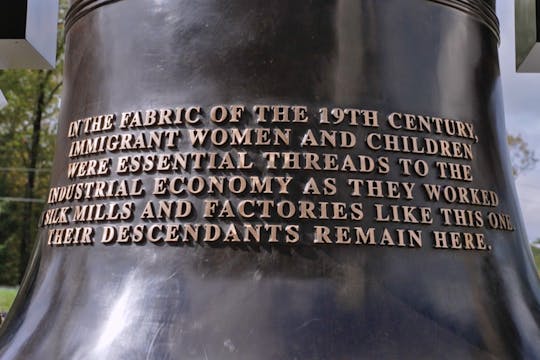 IN THE FABRIC OF THE 19TH CENTURY,
IMMIGRANT WOMEN AND CHILDREN
WERE ESSENTIAL THREADS TO THE
INDUSTRIAL ECONOMY AS THEY WORKED
SILK MILLS AND FACTORIES LIKE THIS ONE.
THEIR DESCENDANTS REMAIN HERE.